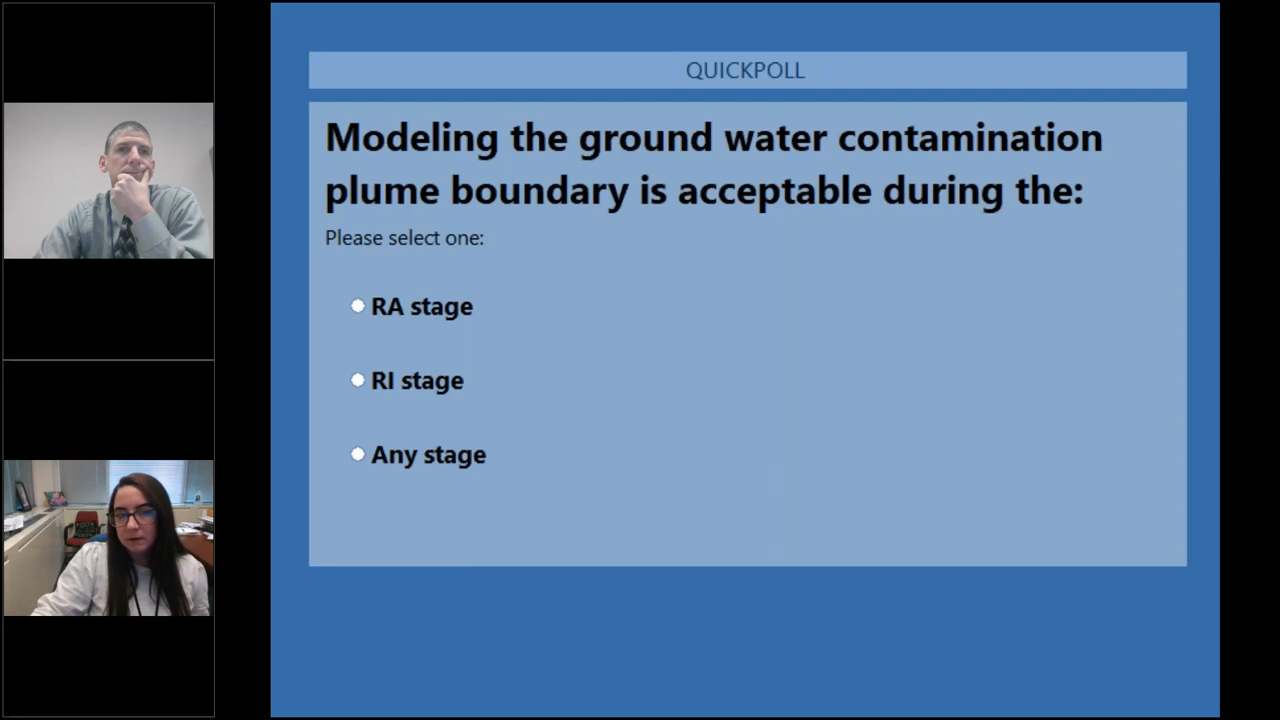 QUICKPOLL
Modeling the ground water contamination
plume boundary is acceptable during the:
Please select one:
RA stage
RI stage
Any stage